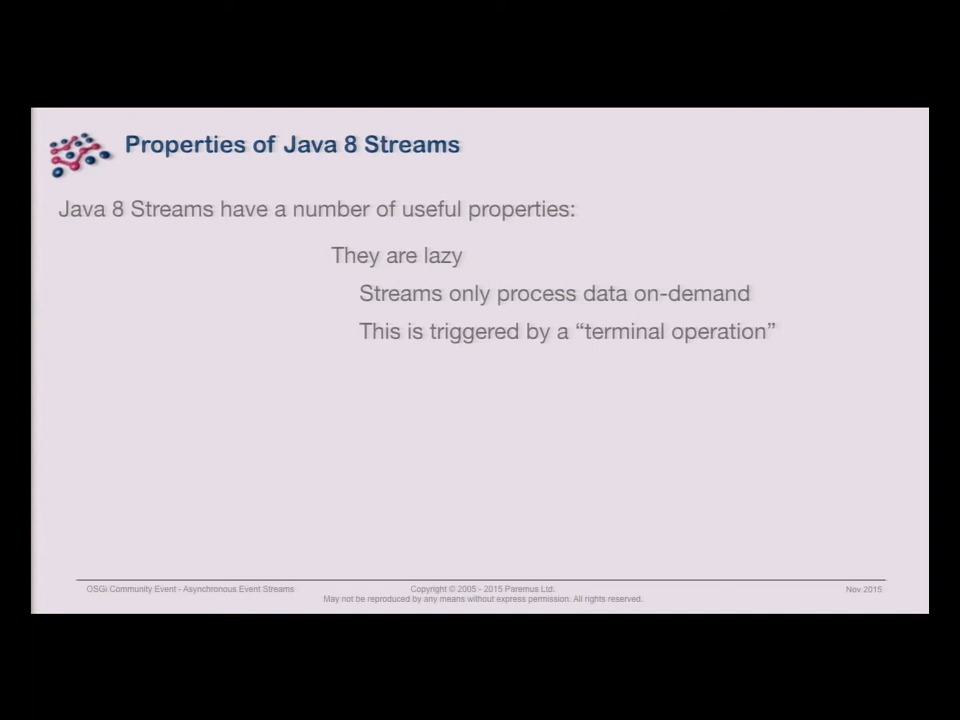 Properties of Java 8 Streams
Java 8 Streams have a number of useful properties:
They are lazy
Streams only process data on-demand
This is triggered by a “terminal operation”
OSGi Community Event - Asynchronous Event Streams
Copyright © 2005 - 2015 Paremus Ltd.
May not be reproduced by any means without express permission. All rights reserved.
Nov 2015